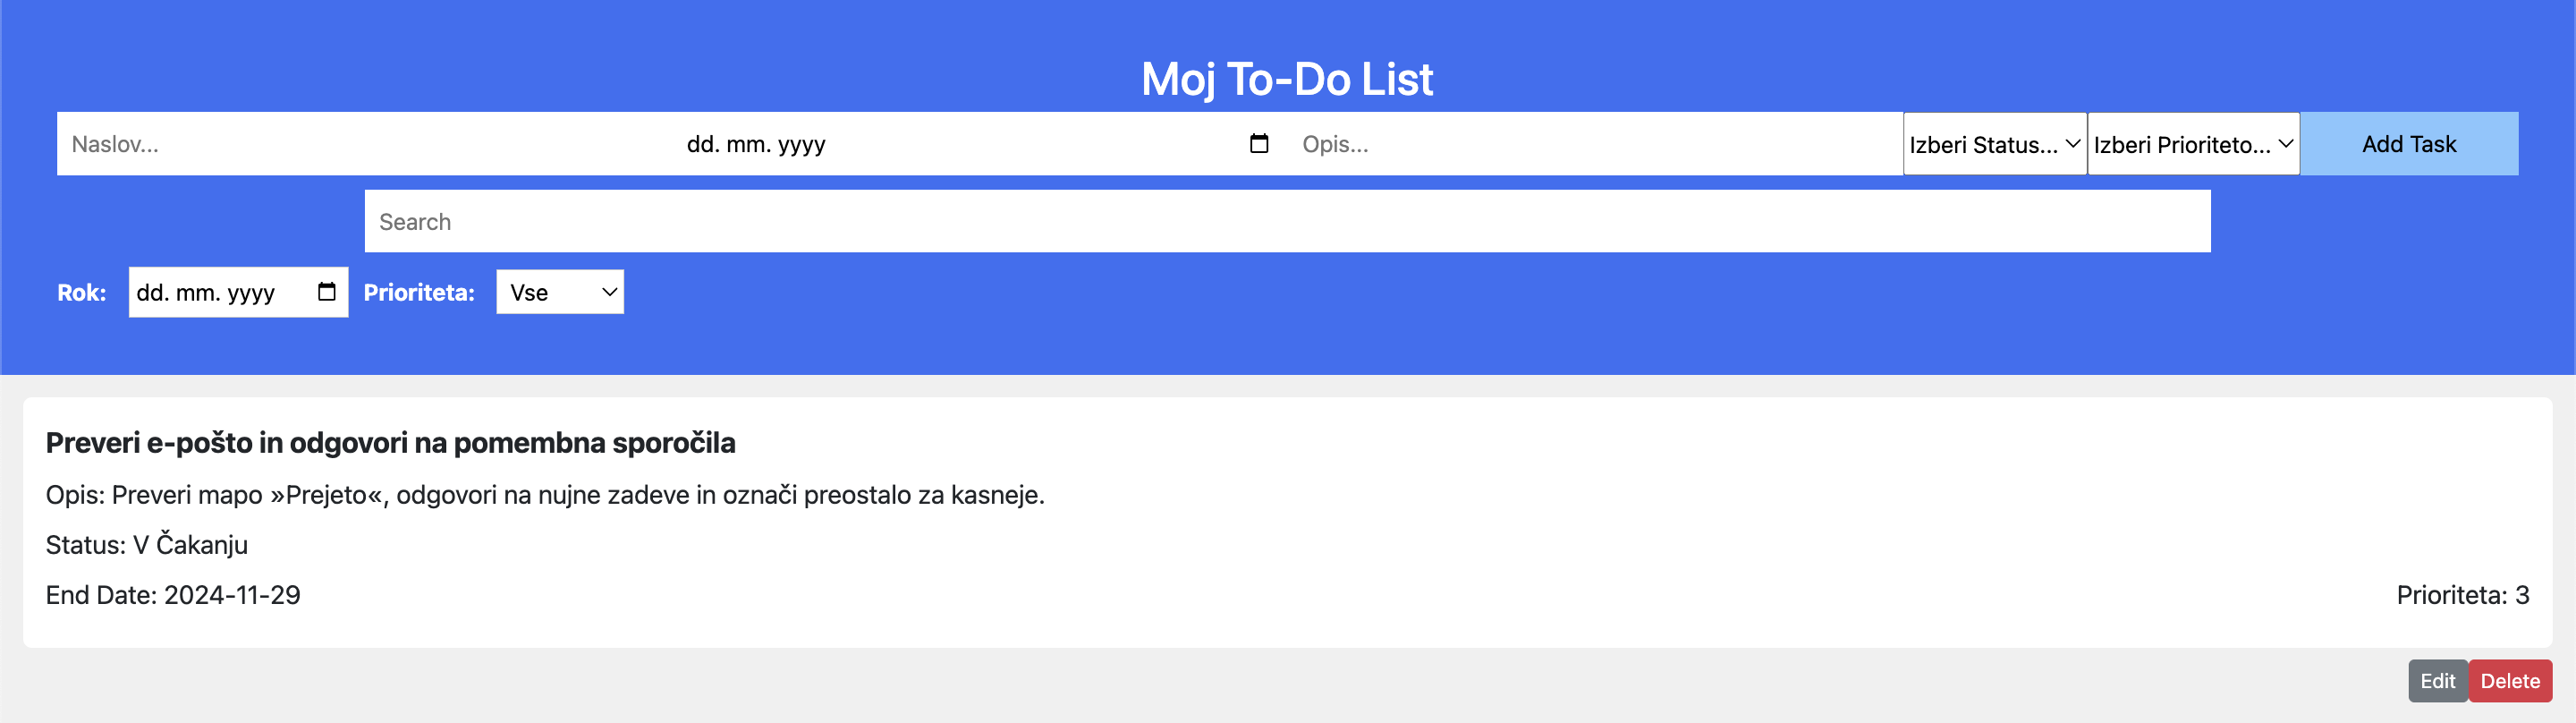 Moj To-Do List
Naslov... dd. mm. yyyy Opis... Izberi Status... Izberi Prioriteto... Add Task
Search
Rok: dd. mm. yyyy Prioriteta: Vse
Preveri e-pošto in odgovori na pomembna sporočila
Opis: Preveri mapo »Prejeto«, odgovori na nujne zadeve in označi preostalo za kasneje.
Status: V Čakanju
End Date: 2024-11-29 Prioriteta: 3
Edit Delete